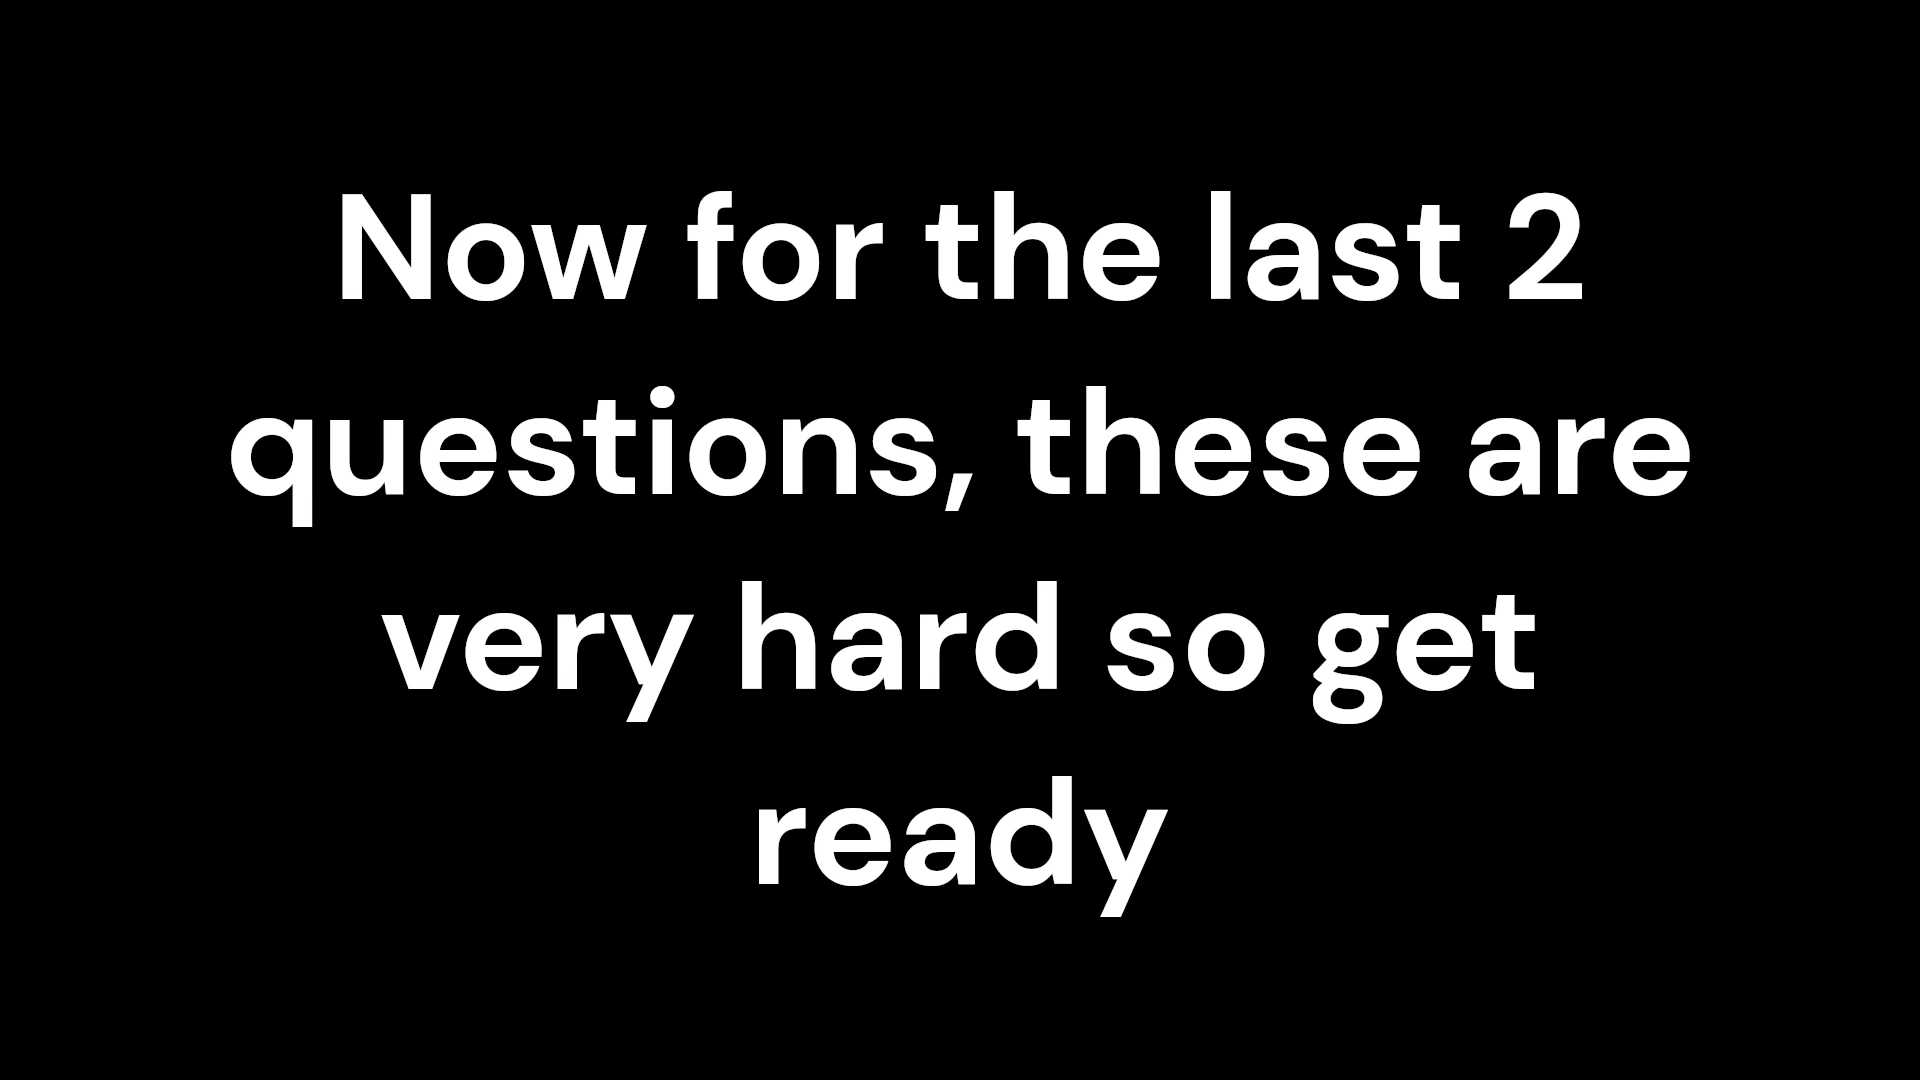 Now for the last 2
questions, these are
very hard so get
ready